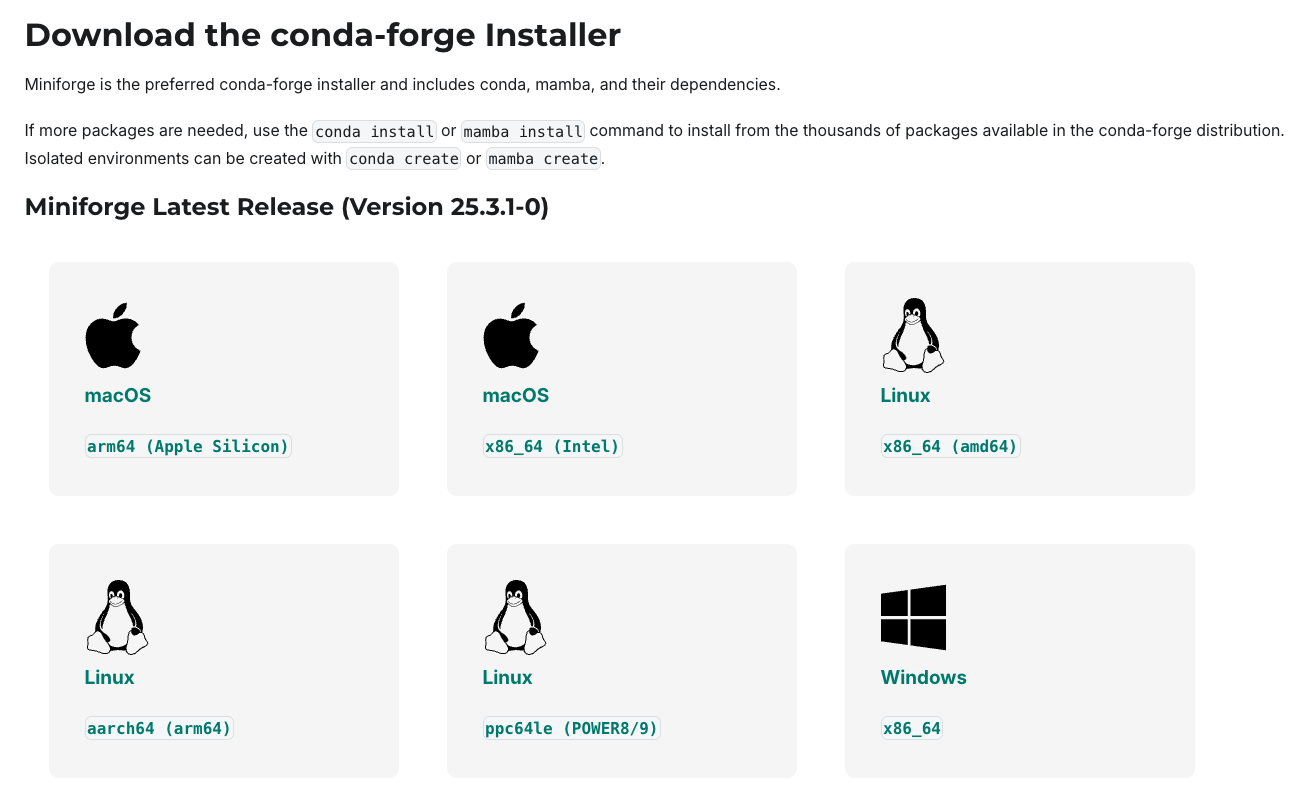 Download the conda-forge Installer
Miniforge is the preferred conda-forge installer and includes conda, mamba, and their dependencies.
If more packages are needed, use the conda install or mamba install command to install from the thousands of packages available in the conda-forge distribution.
Isolated environments can be created with conda create or mamba create.
Miniforge Latest Release (Version 25.3.1-0)
macOS
arm64 (Apple Silicon)
macOS
x86_64 (Intel)
Linux
x86_64 (amd64)
Linux
aarch64 (arm64)
Linux
ppc64le (POWER8/9)
Windows
x86_64